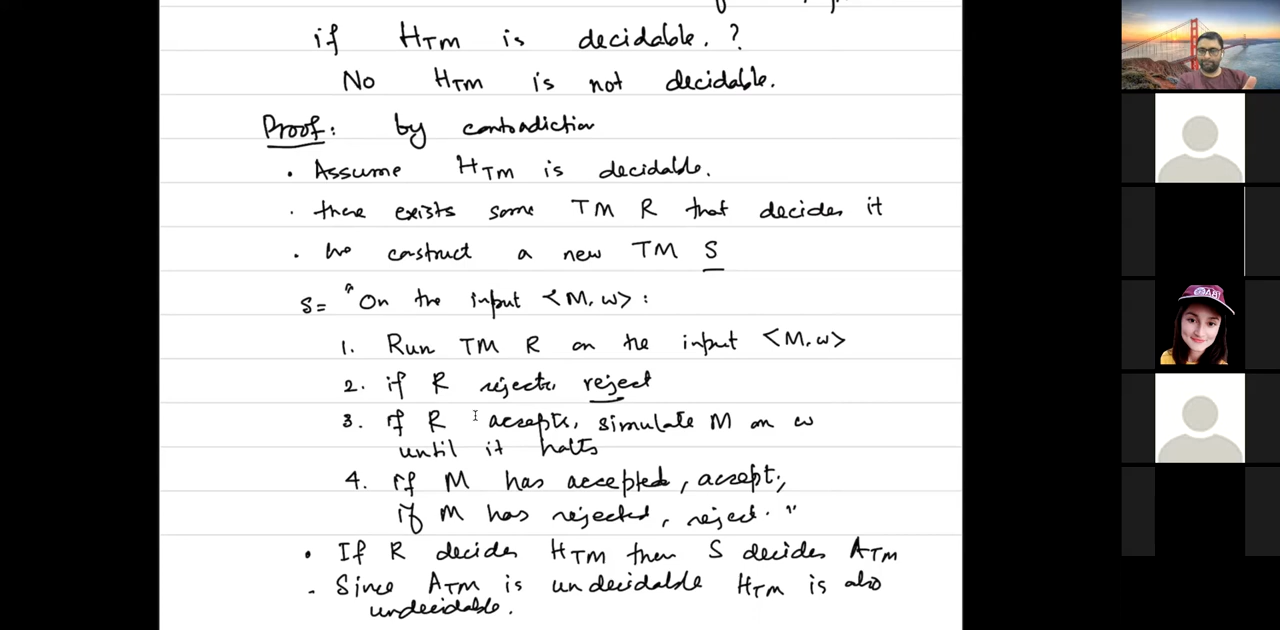 if HTM is decidable. ?
No HTM is not decidable.
Proof: by contradiction
. Assume HTM is decidable.
. there exists some TM R that decides it
. We construct a new TM S
S= "On the input <M, w> :
1. Run TM R on the input <M, w>
2. if R rejects, reject
3. If R accepts, simulate M on w
until it halts
4. If M has accepted, accept;
if M has rejected, reject. "
• If R decides HTM then S decides ATM
. Since ATM is undecidable HTM is also
undecidable.